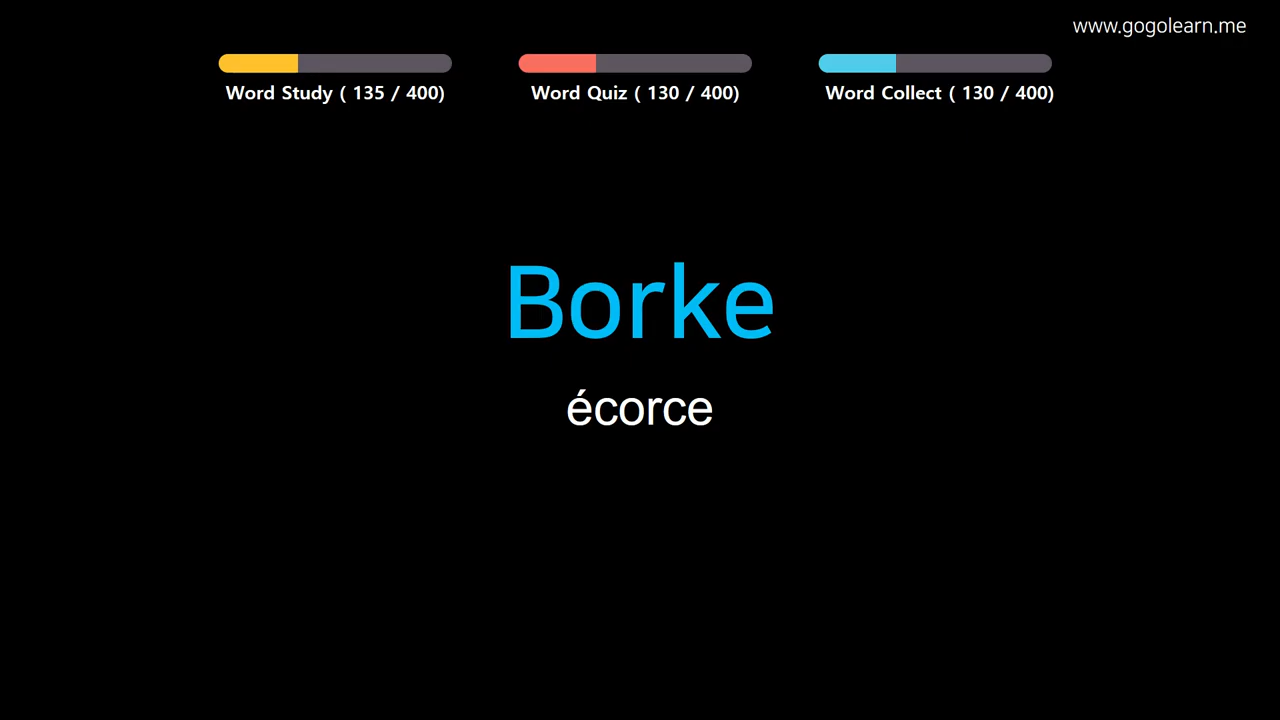 www.gogolearn.me
Word Study ( 135 / 400)
Word Quiz ( 130 / 400)
Word Collect ( 130 / 400)
Borke
écorce